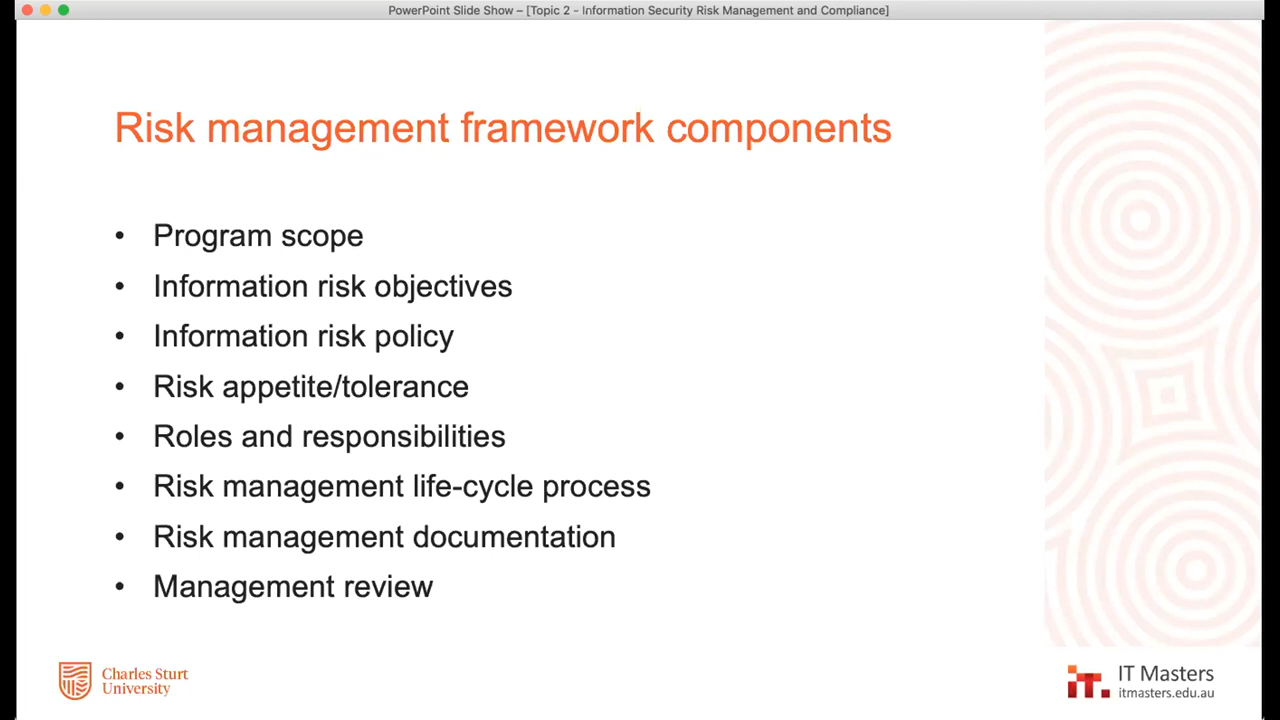 PowerPoint Slide Show – [Topic 2 - Information Security Risk Management and Compliance]
Risk management framework components
• Program scope
• Information risk objectives
• Information risk policy
• Risk appetite/tolerance
• Roles and responsibilities
• Risk management life-cycle process
• Risk management documentation
• Management review
Charles Sturt
University
it.
IT Masters
itmasters.edu.au